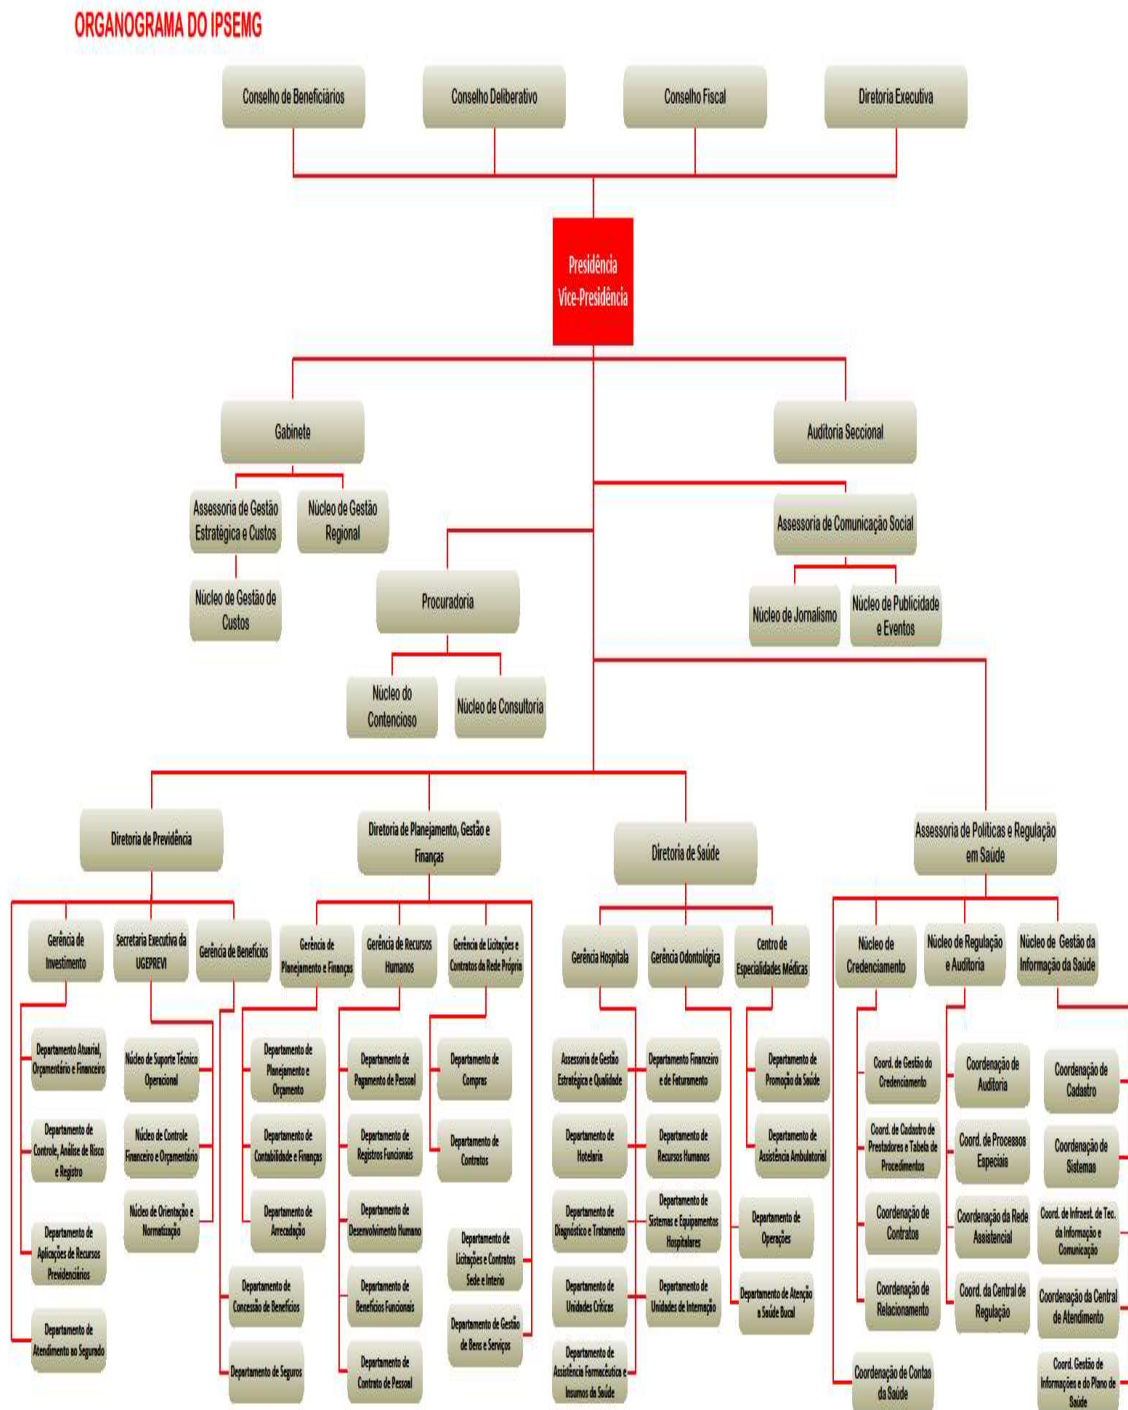 ORGANOGRAMA DO IPSEMG
Conselho de Beneficiários
Conselho Deliberativo
Conselho Fiscal
Diretoria Executiva
Presidência
Vice-Presidência
Gabinete
Auditoria Seccional
Assessoria de Gestão
Estratégica e Custos
Núcleo de Gestão
Regional
Assessoria de Comunicação Social
Núcleo de Gestão de
Custos
Procuradoria
Núcleo de Jornalismo
Núcleo de Publicidade
e Eventos
Núcleo do
Contencioso
Núcleo de Consultoria
Diretoria de Previdência
Diretoria de Planejamento, Gestão e
Finanças
Diretoria de Saúde
Assessoria de Políticas e Regulação
em Saúde
Gerência de
Investimento
Secretaria Executiva da
UGEPREVI
Gerência de Benefícios
Gerência de
Planejamento e Finanças
Gerência de Recursos
Humanos
Gerência de Licitações e
Contratos da Rede Própria
Gerência Hospitala
Gerência Odontológica
Centro de
Especialidades Médicas
Núcleo de
Credenciamento
Núcleo de Regulação
e Auditoria
Núcleo de Gestão da
Informação da Saúde
Departamento Atuarial,
Orçamentário e Financeiro
Departamento de
Controle, Análise de Risco
e Registro
Departamento de
Aplicações de Recursos
Previdenciários
Departamento de
Atendimento ao Segurado
Núcleo de Suporte Técnico
Operacional
Núcleo de Controle
Financeiro e Orçamentário
Núcleo de Orientação e
Normatização
Departamento de
Concessão de Benefícios
Departamento de Seguros
Departamento de
Planejamento e
Orçamento
Departamento de
Contabilidade e Finanças
Departamento de
Arrecadação
Departamento de
Pagamento de Pessoal
Departamento de
Registros Funcionais
Departamento de
Desenvolvimento Humano
Departamento de
Benefícios Funcionais
Departamento de
Contrato de Pessoal
Departamento de
Compras
Departamento de
Contratos
Departamento de
Licitações e Contratos
Sede e Interio
Departamento de Gestão
de Bens e Serviços
Assessoria de Gestão
Estratégica e Qualidade
Departamento de
Hotelaria
Departamento de
Diagnóstico e Tratamento
Departamento de
Unidades Críticas
Departamento de
Assistência Farmacêutica e
Insumos da Saúde
Departamento Financeiro
e de Faturamento
Departamento de
Recursos Humanos
Departamento de
Sistemas e Equipamentos
Hospitalares
Departamento de
Unidades de Internação
Departamento de
Promoção da Saúde
Departamento de
Assistência Ambulatorial
Departamento de
Operações
Departamento de Atenção
a Saúde Bucal
Coord. de Gestão do
Credenciamento
Coord. de Cadastro de
Prestadores e Tabela de
Procedimentos
Coordenação de
Contratos
Coordenação de
Relacionamento
Coordenação de Contas
da Saúde
Coordenação de
Auditoria
Coord. de Processos
Especiais
Coordenação da Rede
Assistencial
Coord. da Central de
Regulação
Coordenação de
Cadastro
Coordenação de
Sistemas
Coord. de Infraest. de Tec.
da Informação e
Comunicação
Coordenação da Central
de Atendimento
Coord. Gestão de
Informações e do Plano de
Saúde